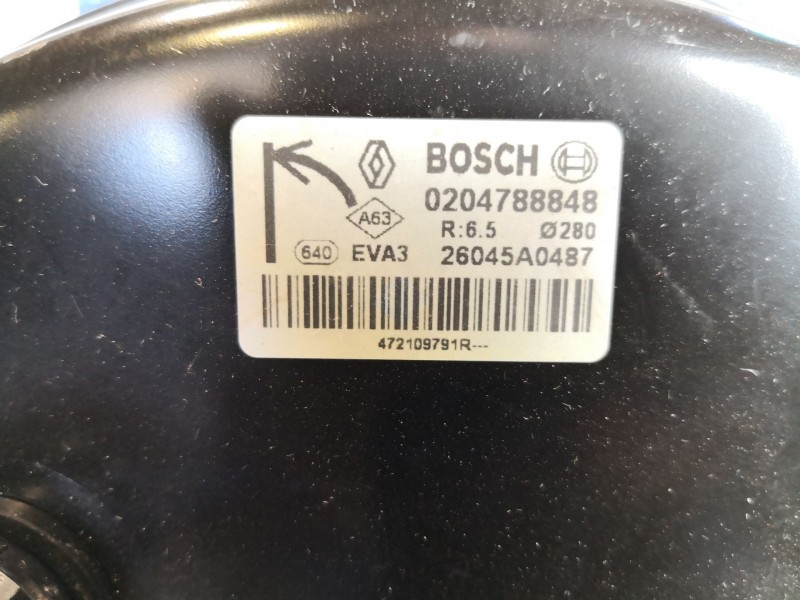 BOSCH
0204788848
A63
R:6.5 Ø280
640 EVA3 26045A0487
472109791R---